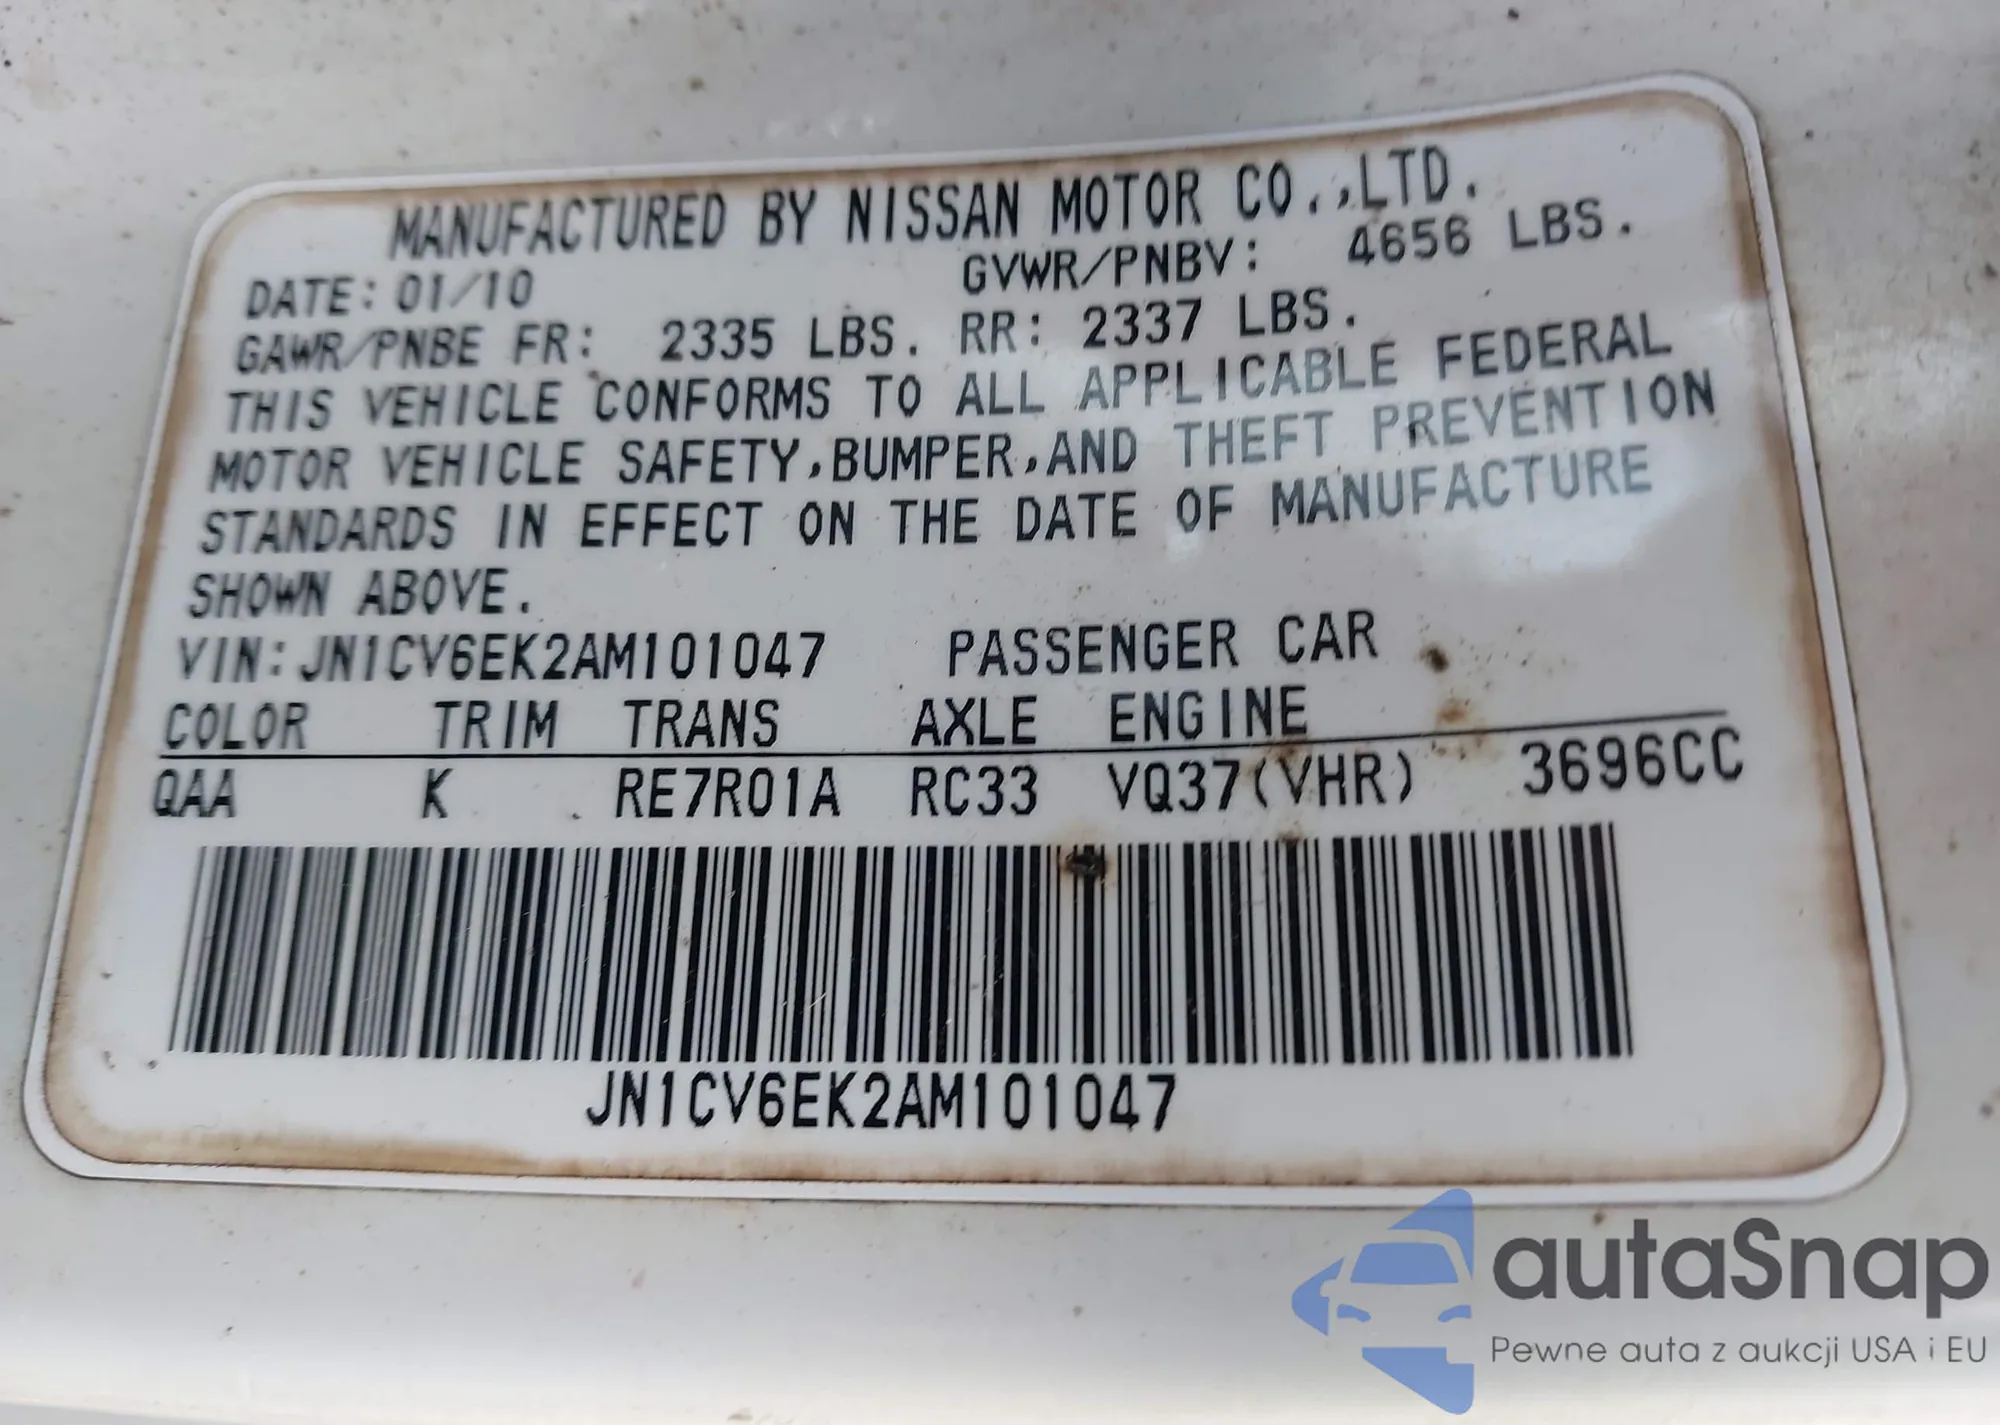 MANUFACTURED BY NISSAN MOTOR CO.,LTD.
DATE: 01/10 GVWR/PNBV: 4656 LBS.
GAWR/PNBE FR: 2335 LBS. RR: 2337 LBS.
THIS VEHICLE CONFORMS TO ALL APPLICABLE FEDERAL
MOTOR VEHICLE SAFETY,BUMPER,AND THEFT PREVENTION
STANDARDS IN EFFECT ON THE DATE OF MANUFACTURE
SHOWN ABOVE.
VIN:JN1CV6EK2AM101047 PASSENGER CAR
COLOR TRIM TRANS AXLE ENGINE
QAA K RE7R01A RC33 VQ37(VHR) 3696CC
JN1CV6EK2AM101047
autaSnap
Pewne auta z aukcji USA i EU